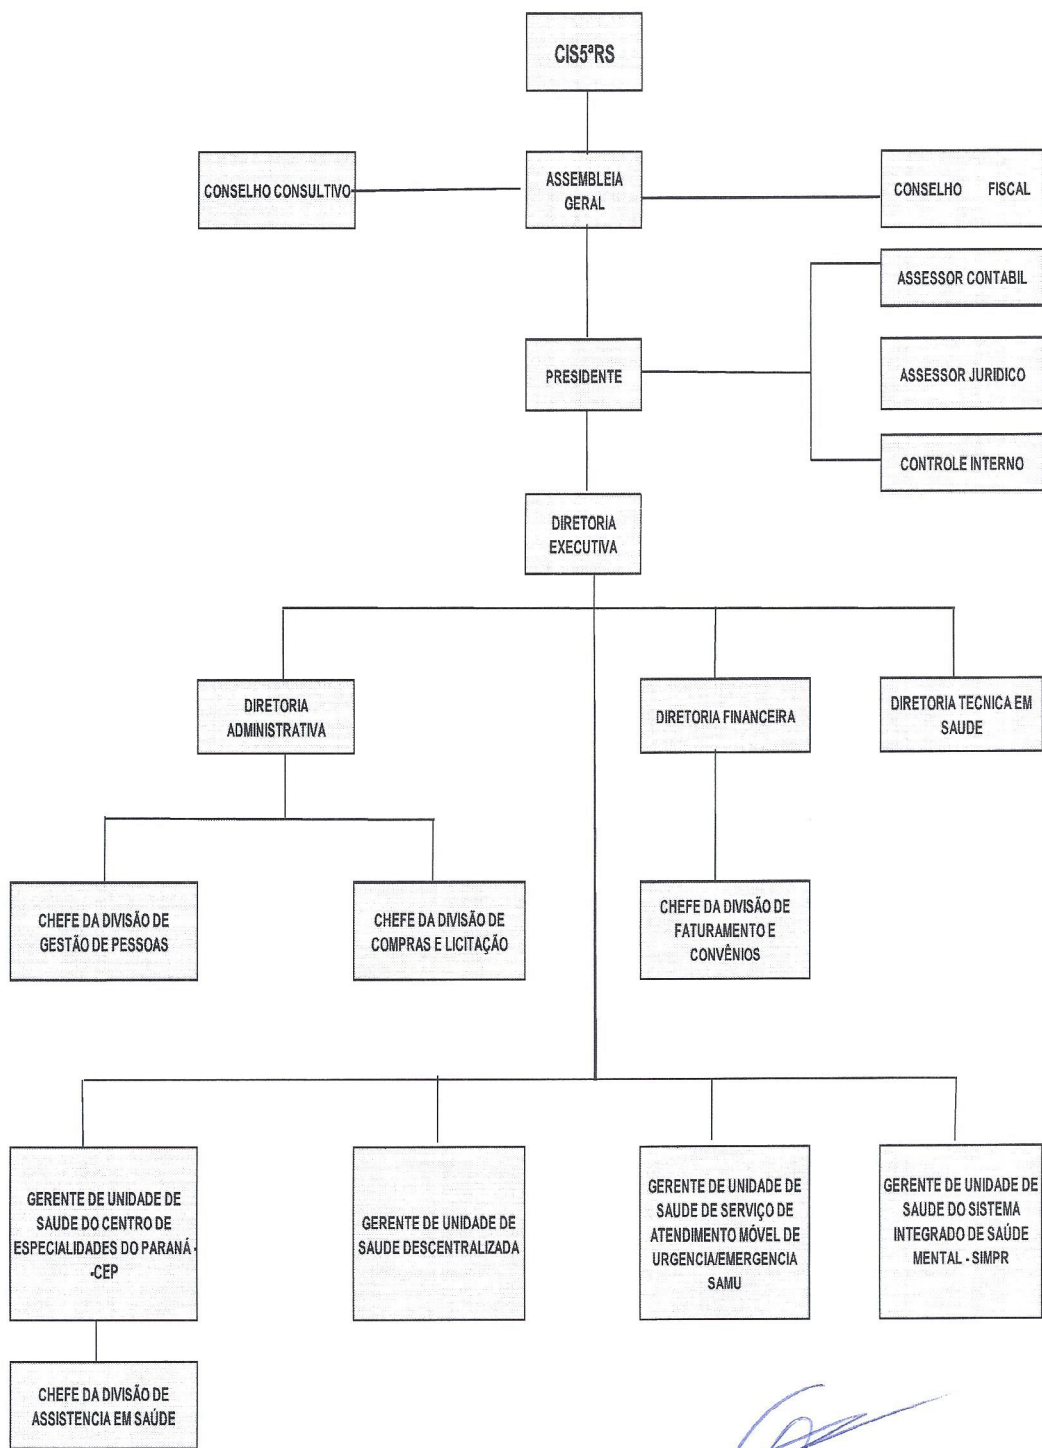 CIS5ªRS
CONSELHO CONSULTIVO
ASSEMBLEIA
GERAL
CONSELHO FISCAL
ASSESSOR CONTABIL
PRESIDENTE
ASSESSOR JURIDICO
CONTROLE INTERNO
DIRETORIA
EXECUTIVA
DIRETORIA
ADMINISTRATIVA
DIRETORIA FINANCEIRA
DIRETORIA TECNICA EM
SAUDE
CHEFE DA DIVISÃO DE
GESTÃO DE PESSOAS
CHEFE DA DIVISÃO DE
COMPRAS E LICITAÇÃO
CHEFE DA DIVISÃO DE
FATURAMENTO E
CONVÊNIOS
GERENTE DE UNIDADE DE
SAUDE DO CENTRO DE
ESPECIALIDADES DO PARANÁ -
-CEP
GERENTE DE UNIDADE DE
SAUDE DESCENTRALIZADA
GERENTE DE UNIDADE DE
SAUDE DE SERVIÇO DE
ATENDIMENTO MÓVEL DE
URGENCIA/EMERGENCIA
SAMU
GERENTE DE UNIDADE DE
SAUDE DO SISTEMA
INTEGRADO DE SAÚDE
MENTAL - SIMPR
CHEFE DA DIVISÃO DE
ASSISTENCIA EM SAÚDE